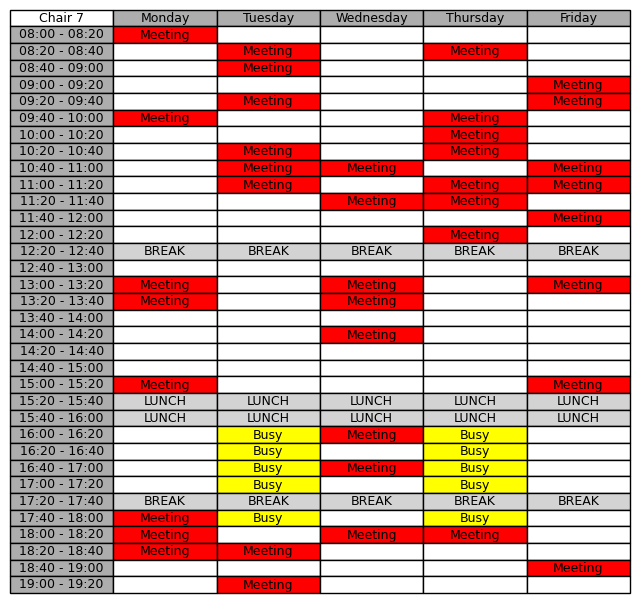 Chair 7 Monday Tuesday Wednesday Thursday Friday
08:00 - 08:20 Meeting
08:20 - 08:40 Meeting Meeting
08:40 - 09:00 Meeting
09:00 - 09:20 Meeting
09:20 - 09:40 Meeting Meeting
09:40 - 10:00 Meeting Meeting
10:00 - 10:20 Meeting
10:20 - 10:40 Meeting Meeting
10:40 - 11:00 Meeting Meeting Meeting
11:00 - 11:20 Meeting Meeting Meeting
11:20 - 11:40 Meeting Meeting
11:40 - 12:00 Meeting
12:00 - 12:20 Meeting
12:20 - 12:40 BREAK BREAK BREAK BREAK BREAK
12:40 - 13:00
13:00 - 13:20 Meeting Meeting Meeting
13:20 - 13:40 Meeting Meeting
13:40 - 14:00
14:00 - 14:20 Meeting
14:20 - 14:40
14:40 - 15:00
15:00 - 15:20 Meeting Meeting
15:20 - 15:40 LUNCH LUNCH LUNCH LUNCH LUNCH
15:40 - 16:00 LUNCH LUNCH LUNCH LUNCH LUNCH
16:00 - 16:20 Busy Meeting Busy
16:20 - 16:40 Busy Busy
16:40 - 17:00 Busy Meeting Busy
17:00 - 17:20 Busy Busy
17:20 - 17:40 BREAK BREAK BREAK BREAK BREAK
17:40 - 18:00 Meeting Busy Busy
18:00 - 18:20 Meeting Meeting Meeting
18:20 - 18:40 Meeting Meeting
18:40 - 19:00 Meeting
19:00 - 19:20 Meeting